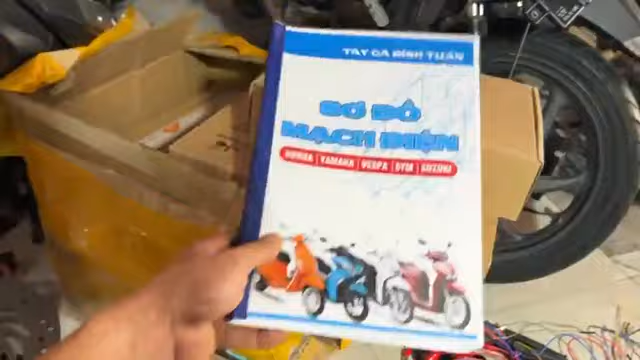 TAY GA ĐÌNH TUẤN
SƠ ĐỒ
MẠCH ĐIỆN
HONDA | YAMAHA | VESPA | SYM | SUZUKI